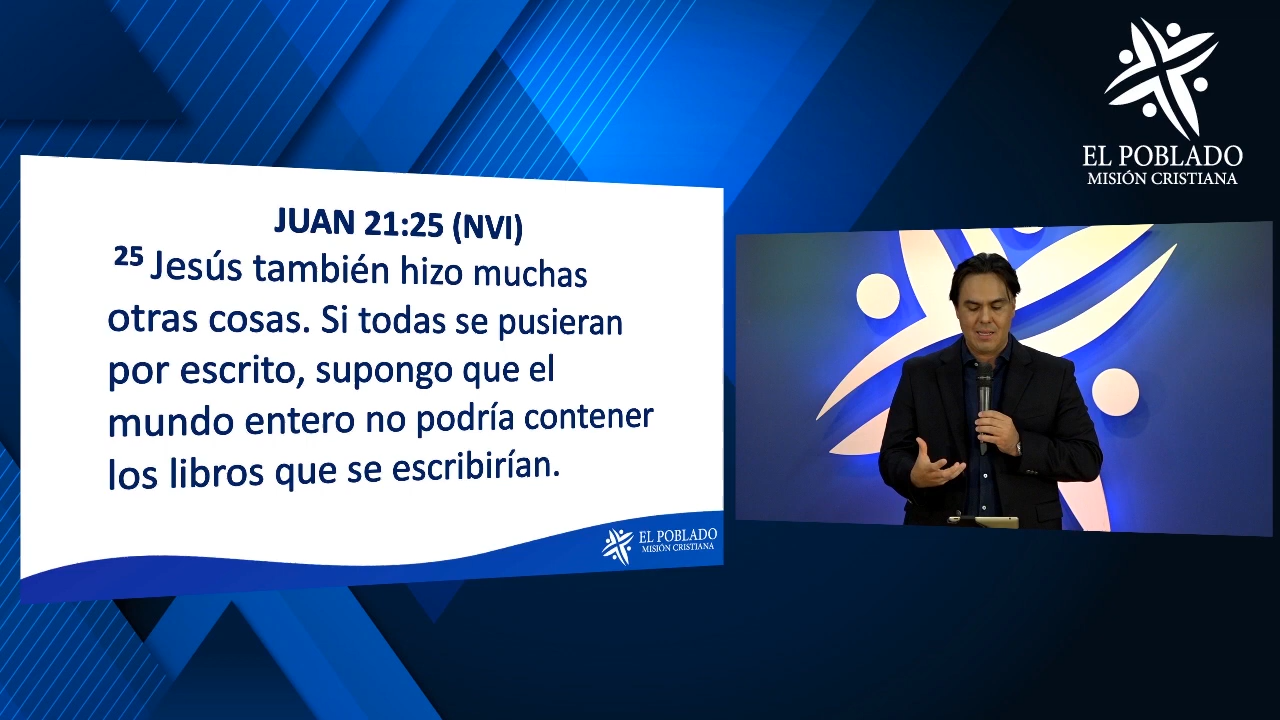 EL POBLADO
MISIÓN CRISTIANA
JUAN 21:25 (NVI)
25 Jesús también hizo muchas
otras cosas. Si todas se pusieran
por escrito, supongo que el
mundo entero no podría contener
los libros que se escribirían.
EL POBLADO
MISIÓN CRISTIANA